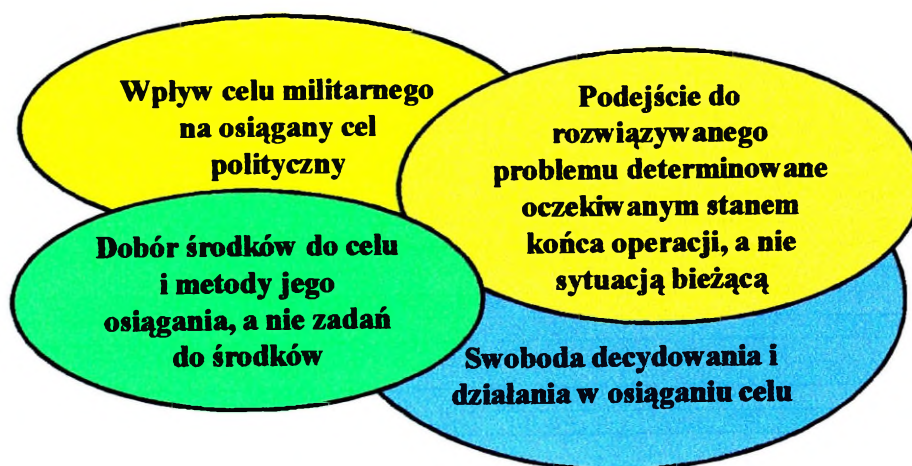 Wpływ celu militarnego
na osiągany cel
polityczny
Podejście do
rozwiązywanego
problemu determinowane
oczekiwanym stanem
końca operacji, a nie
sytuacją bieżącą
Dobór środków do celu
i metody jego
osiągania, a nie zadań
do środków
Swoboda decydowania i
działania w osiąganiu celu